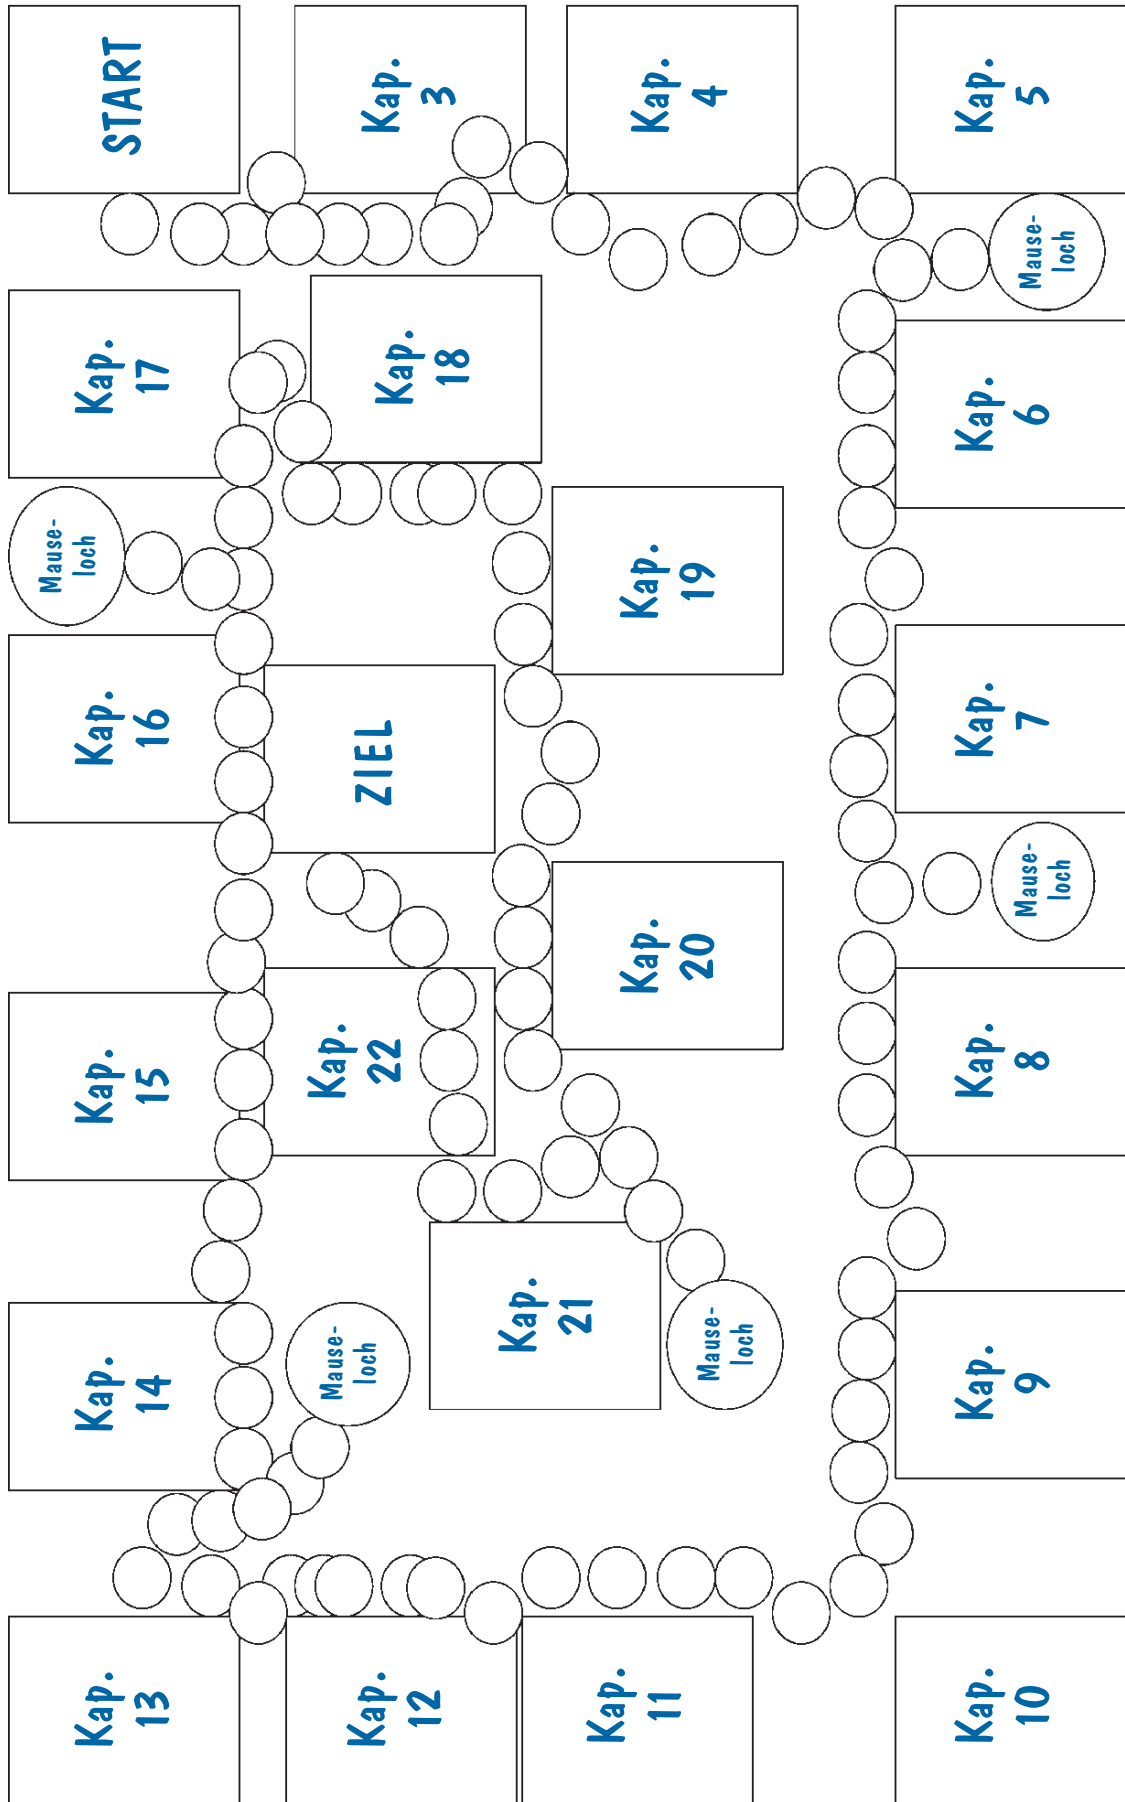 START
Kap.
3
Kap.
4
Kap.
5
Mause-
loch
Kap.
6
Kap.
7
Mause-
loch
Kap.
8
Kap.
9
Kap.
10
Kap.
11
Kap.
12
Kap.
13
Mause-
loch
Kap.
14
Kap.
15
Kap.
16
Mause-
loch
Kap.
17
Kap.
18
Kap.
19
Kap.
20
Mause-
loch
Kap.
21
Kap.
22
ZIEL